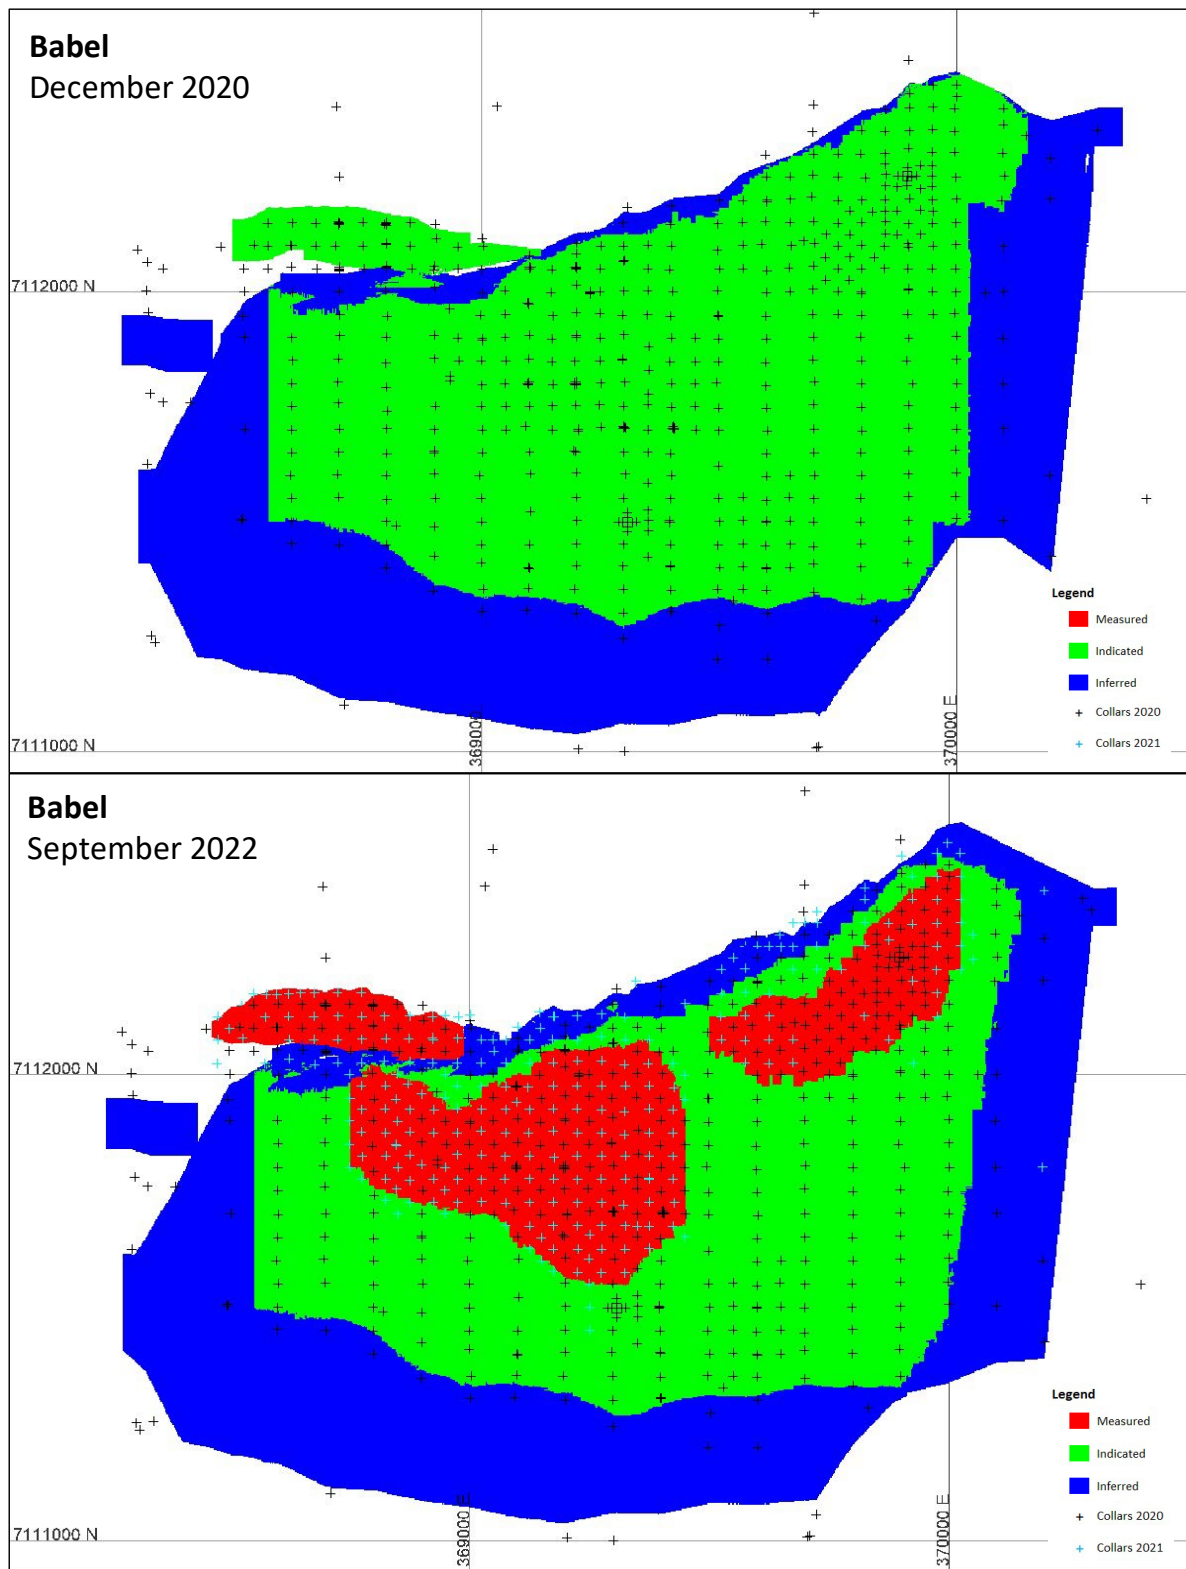 Babel
December 2020
7112000 N
Legend
Measured
Indicated
Inferred
Collars 2020
Collars 2021
369000 E
370000 E
7111000 N
Babel
September 2022
7112000 N
Legend
Measured
Indicated
Inferred
Collars 2020
Collars 2021
369000 E
370000 E
7111000 N